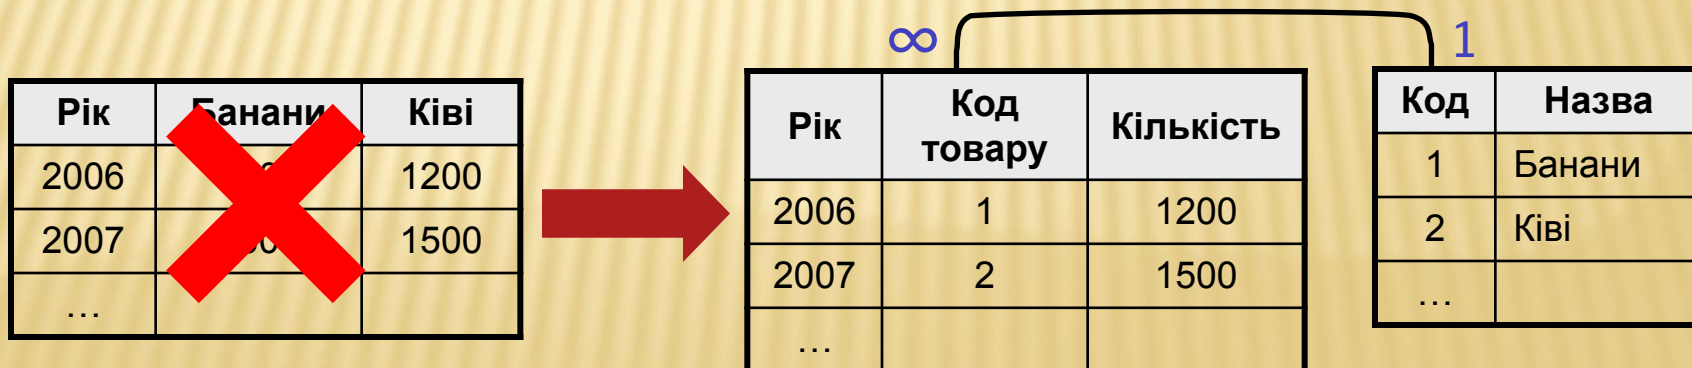 ∞ 1
Рік Банани Ківі
2006 1200
2007 1500
…
Рік Код товару Кількість
2006 1 1200
2007 2 1500
…
Код Назва
1 Банани
2 Ківі
…